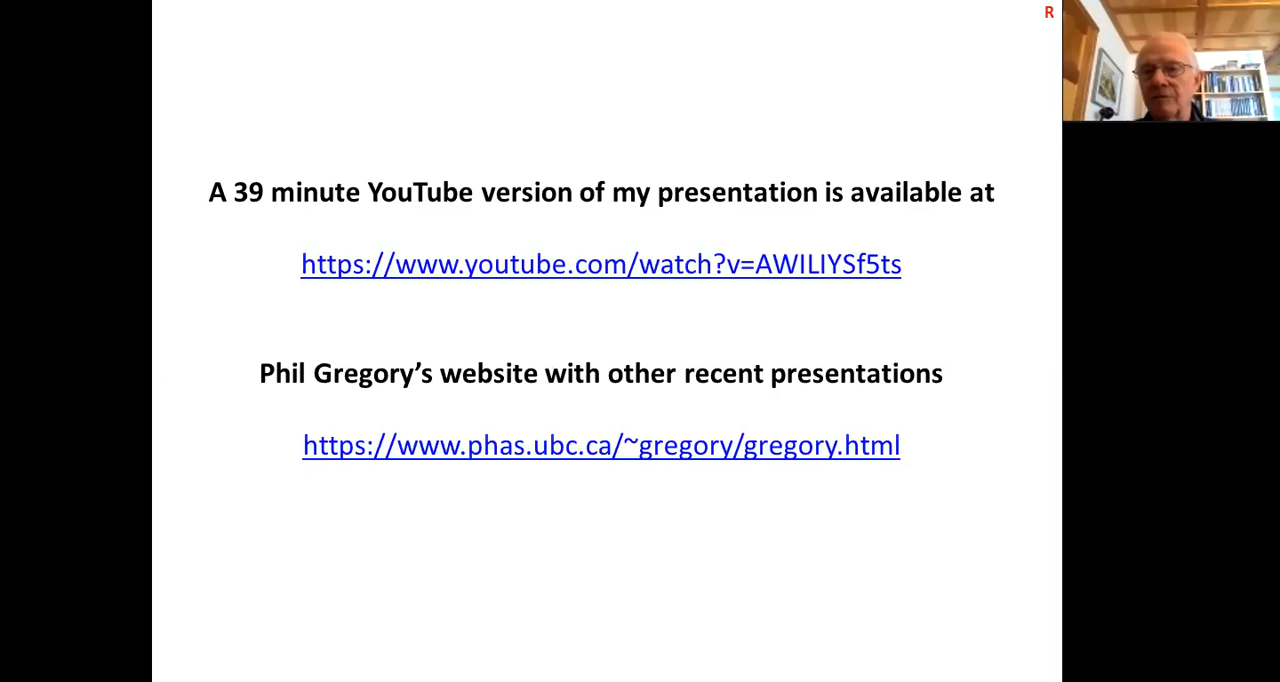 R
A 39 minute YouTube version of my presentation is available at
https://www.youtube.com/watch?v=AWILIYSf5ts
Phil Gregory’s website with other recent presentations
https://www.phas.ubc.ca/~gregory/gregory.html